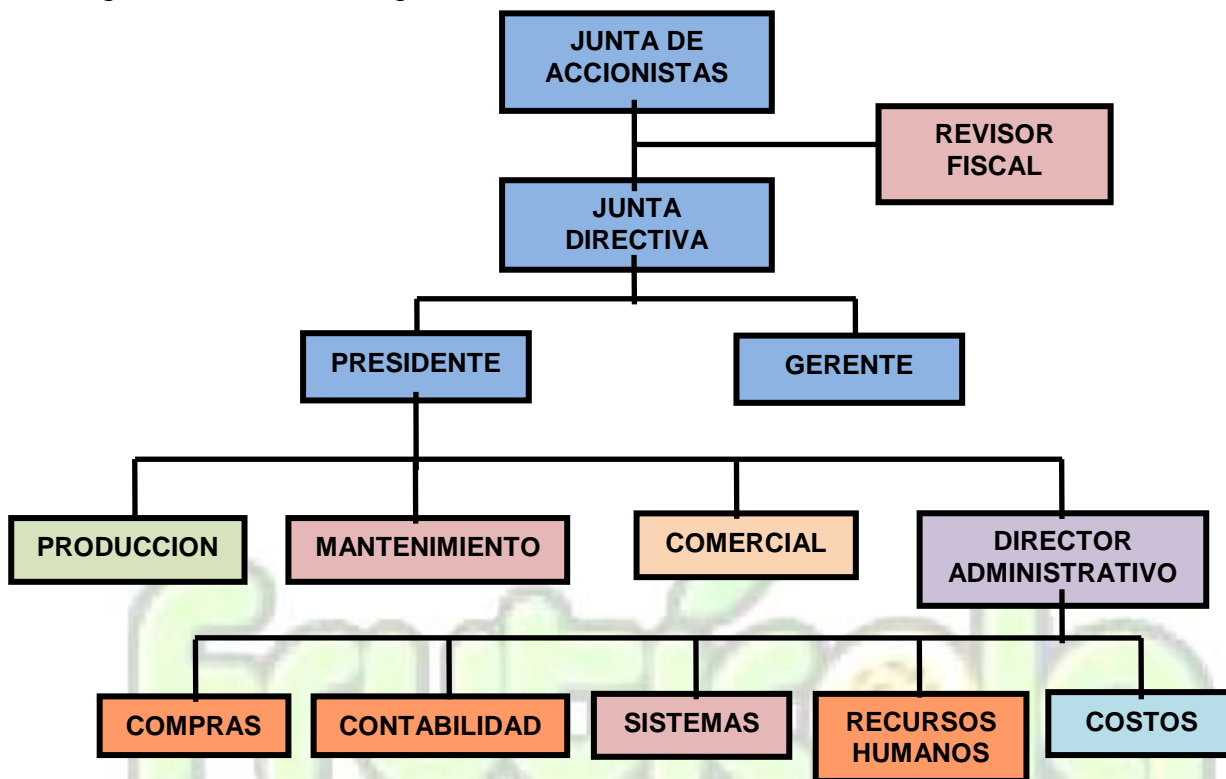 JUNTA DE
ACCIONISTAS
REVISOR
FISCAL
JUNTA
DIRECTIVA
PRESIDENTE
GERENTE
PRODUCCION
MANTENIMIENTO
COMERCIAL
DIRECTOR
ADMINISTRATIVO
COMPRAS
CONTABILIDAD
SISTEMAS
RECURSOS
HUMANOS
COSTOS